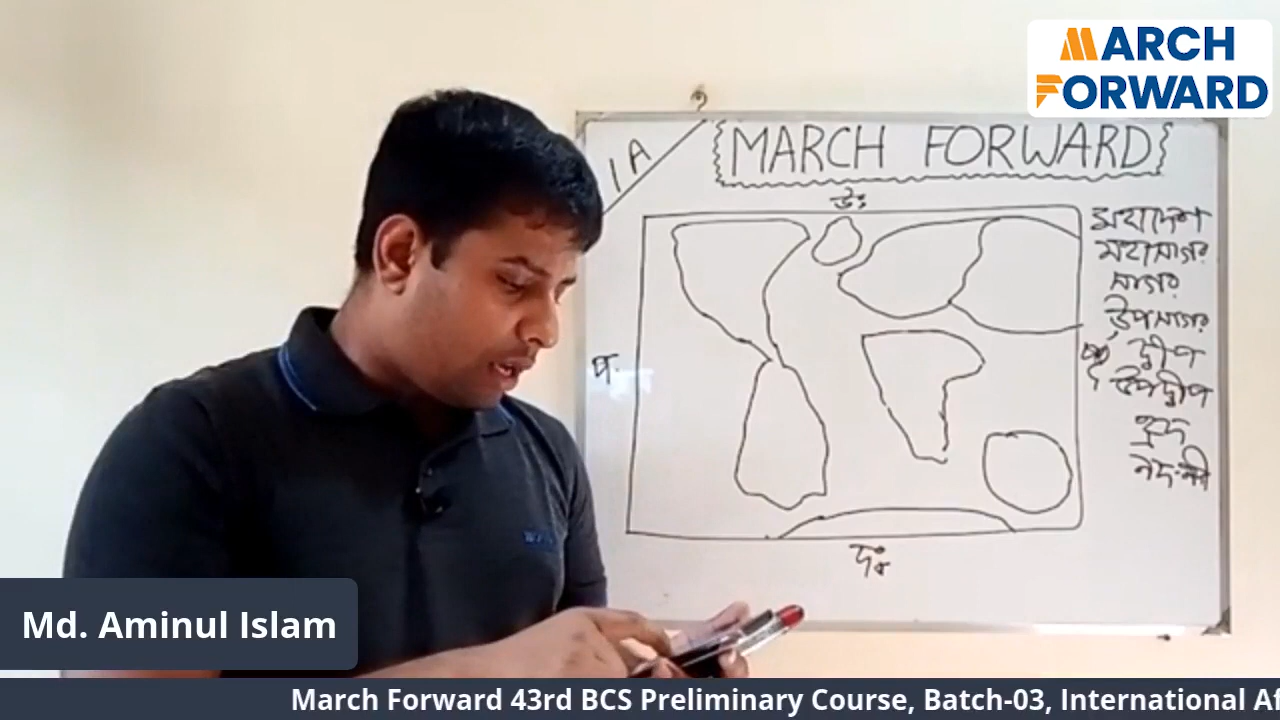 MARCH
FORWARD
1A
MARCH FORWARD
উঃ
মহাদেশ
মহাসাগর
সাগর
উপসাগর
দ্বীপ
উপদ্বীপ
হ্রদ
নদ-নদী
প.
দঃ
Md. Aminul Islam
March Forward 43rd BCS Preliminary Course, Batch-03, International Af